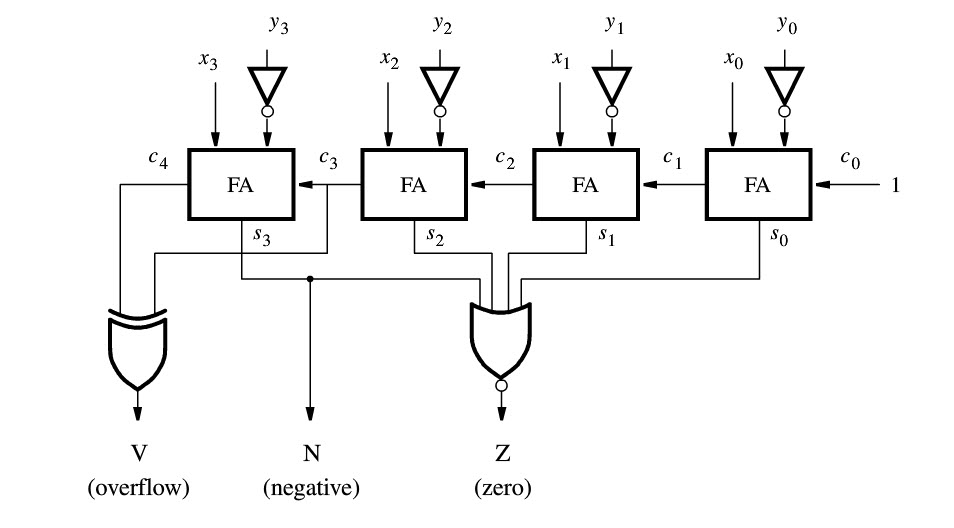 y3 y2 y1 y0
x3 x2 x1 x0
c4 c3 c2 c1 c0
FA FA FA FA 1
s3 s2 s1 s0
V N Z
(overflow) (negative) (zero)